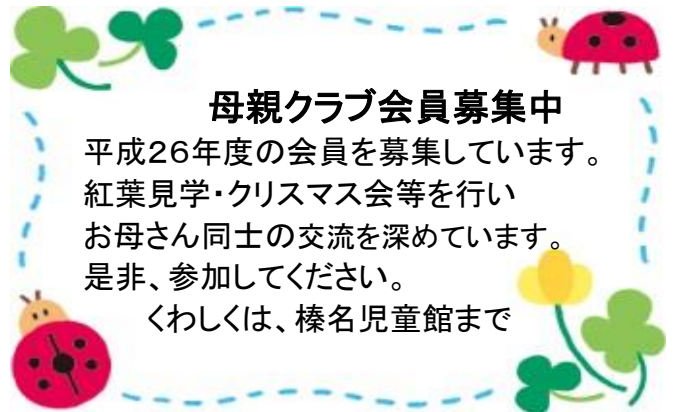 母親クラブ会員募集中
平成２６年度の会員を募集しています。
紅葉見学・クリスマス会等を行い
お母さん同士の交流を深めています。
是非、参加してください。
くわしくは、榛名児童館まで